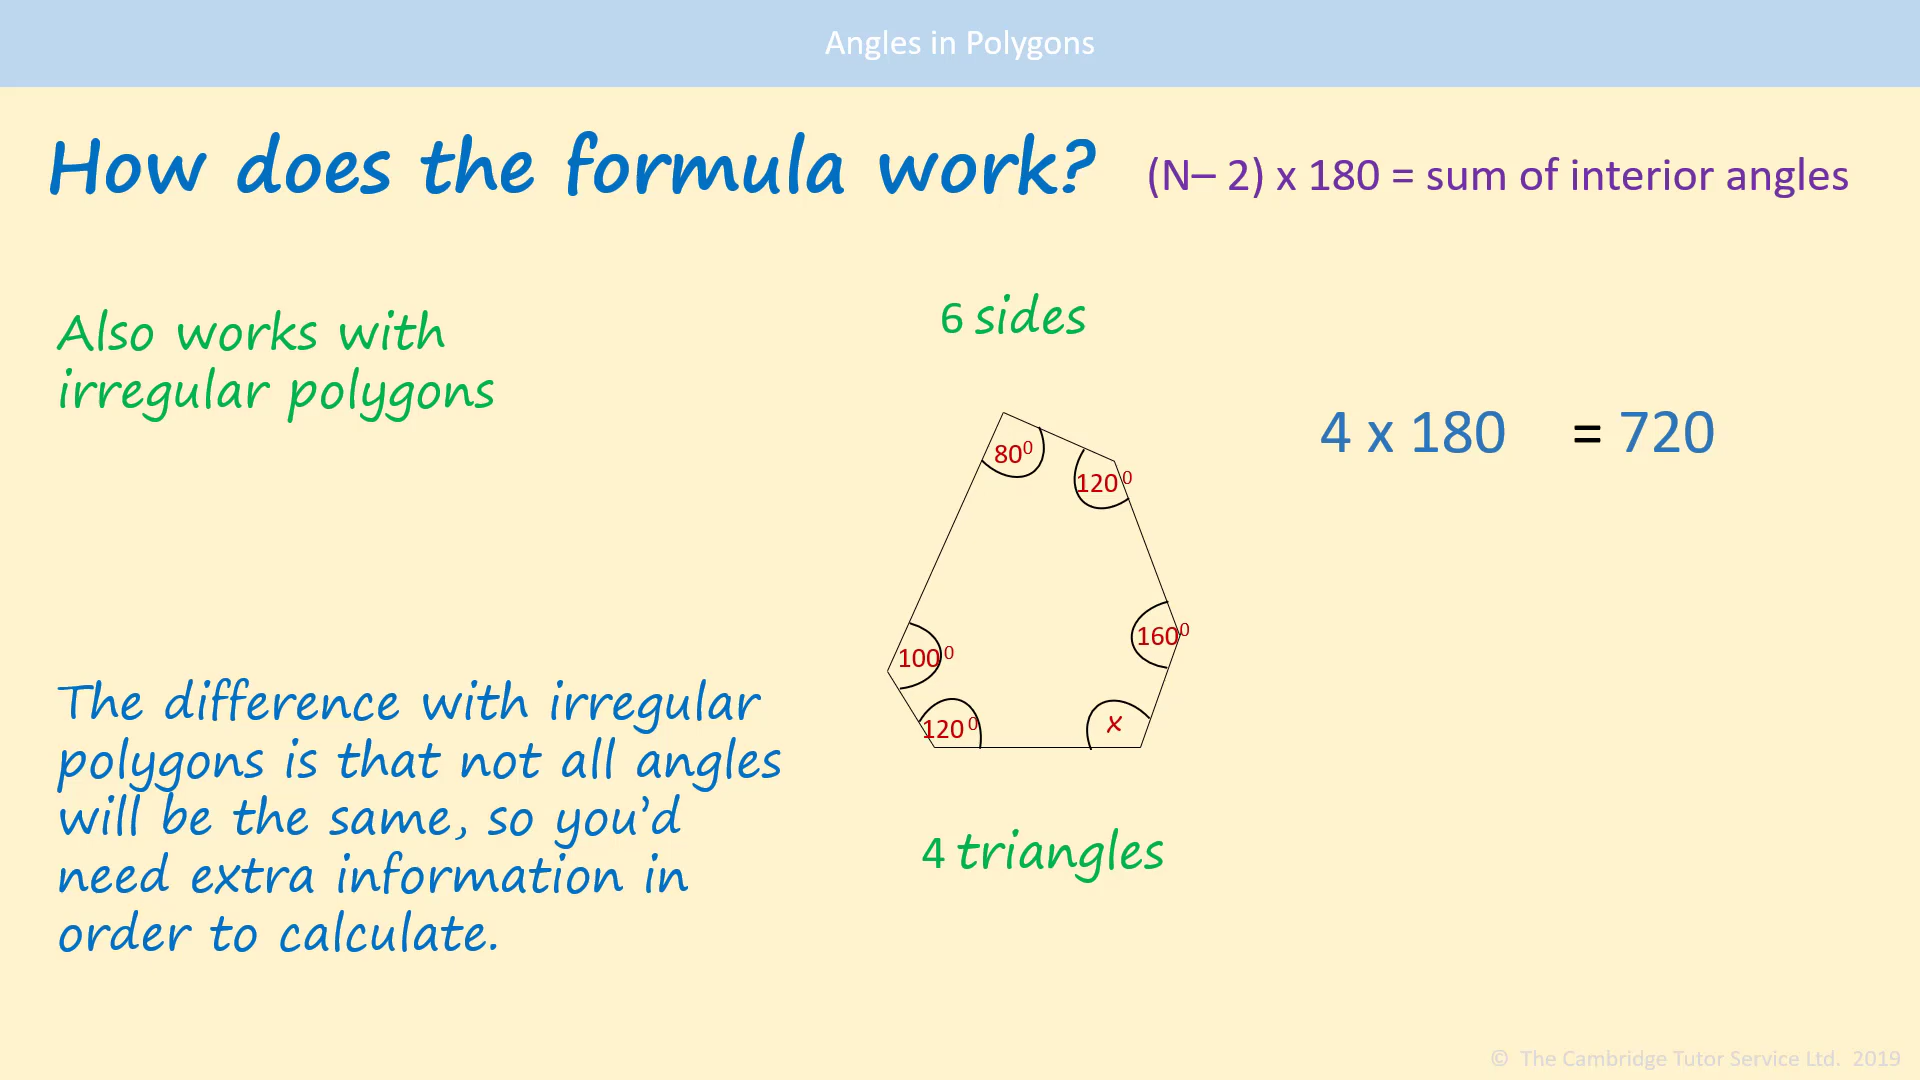 Angles in Polygons
How does the formula work?
(N– 2) x 180 = sum of interior angles
Also works with
irregular polygons
6 sides
4 x 180 = 720
80⁰
120⁰
160⁰
100⁰
120⁰
x
The difference with irregular
polygons is that not all angles
will be the same, so you’d
need extra information in
order to calculate.
4 triangles
© The Cambridge Tutor Service Ltd. 2019